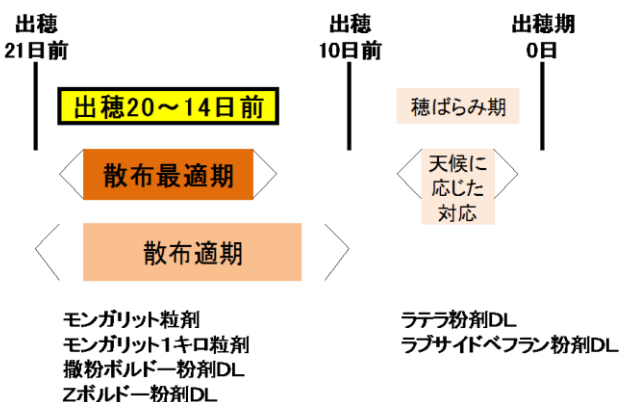 出穂
21日前
出穂
10日前
出穂期
0日
出穂20～14日前
穂ばらみ期
散布最適期
天候に
応じた
対応
散布適期
モンガリット粒剤
モンガリット1キロ粒剤
撒粉ボルドー粉剤DL
Zボルドー粉剤DL
ラテラ粉剤DL
ラブサイドベフラン粉剤DL